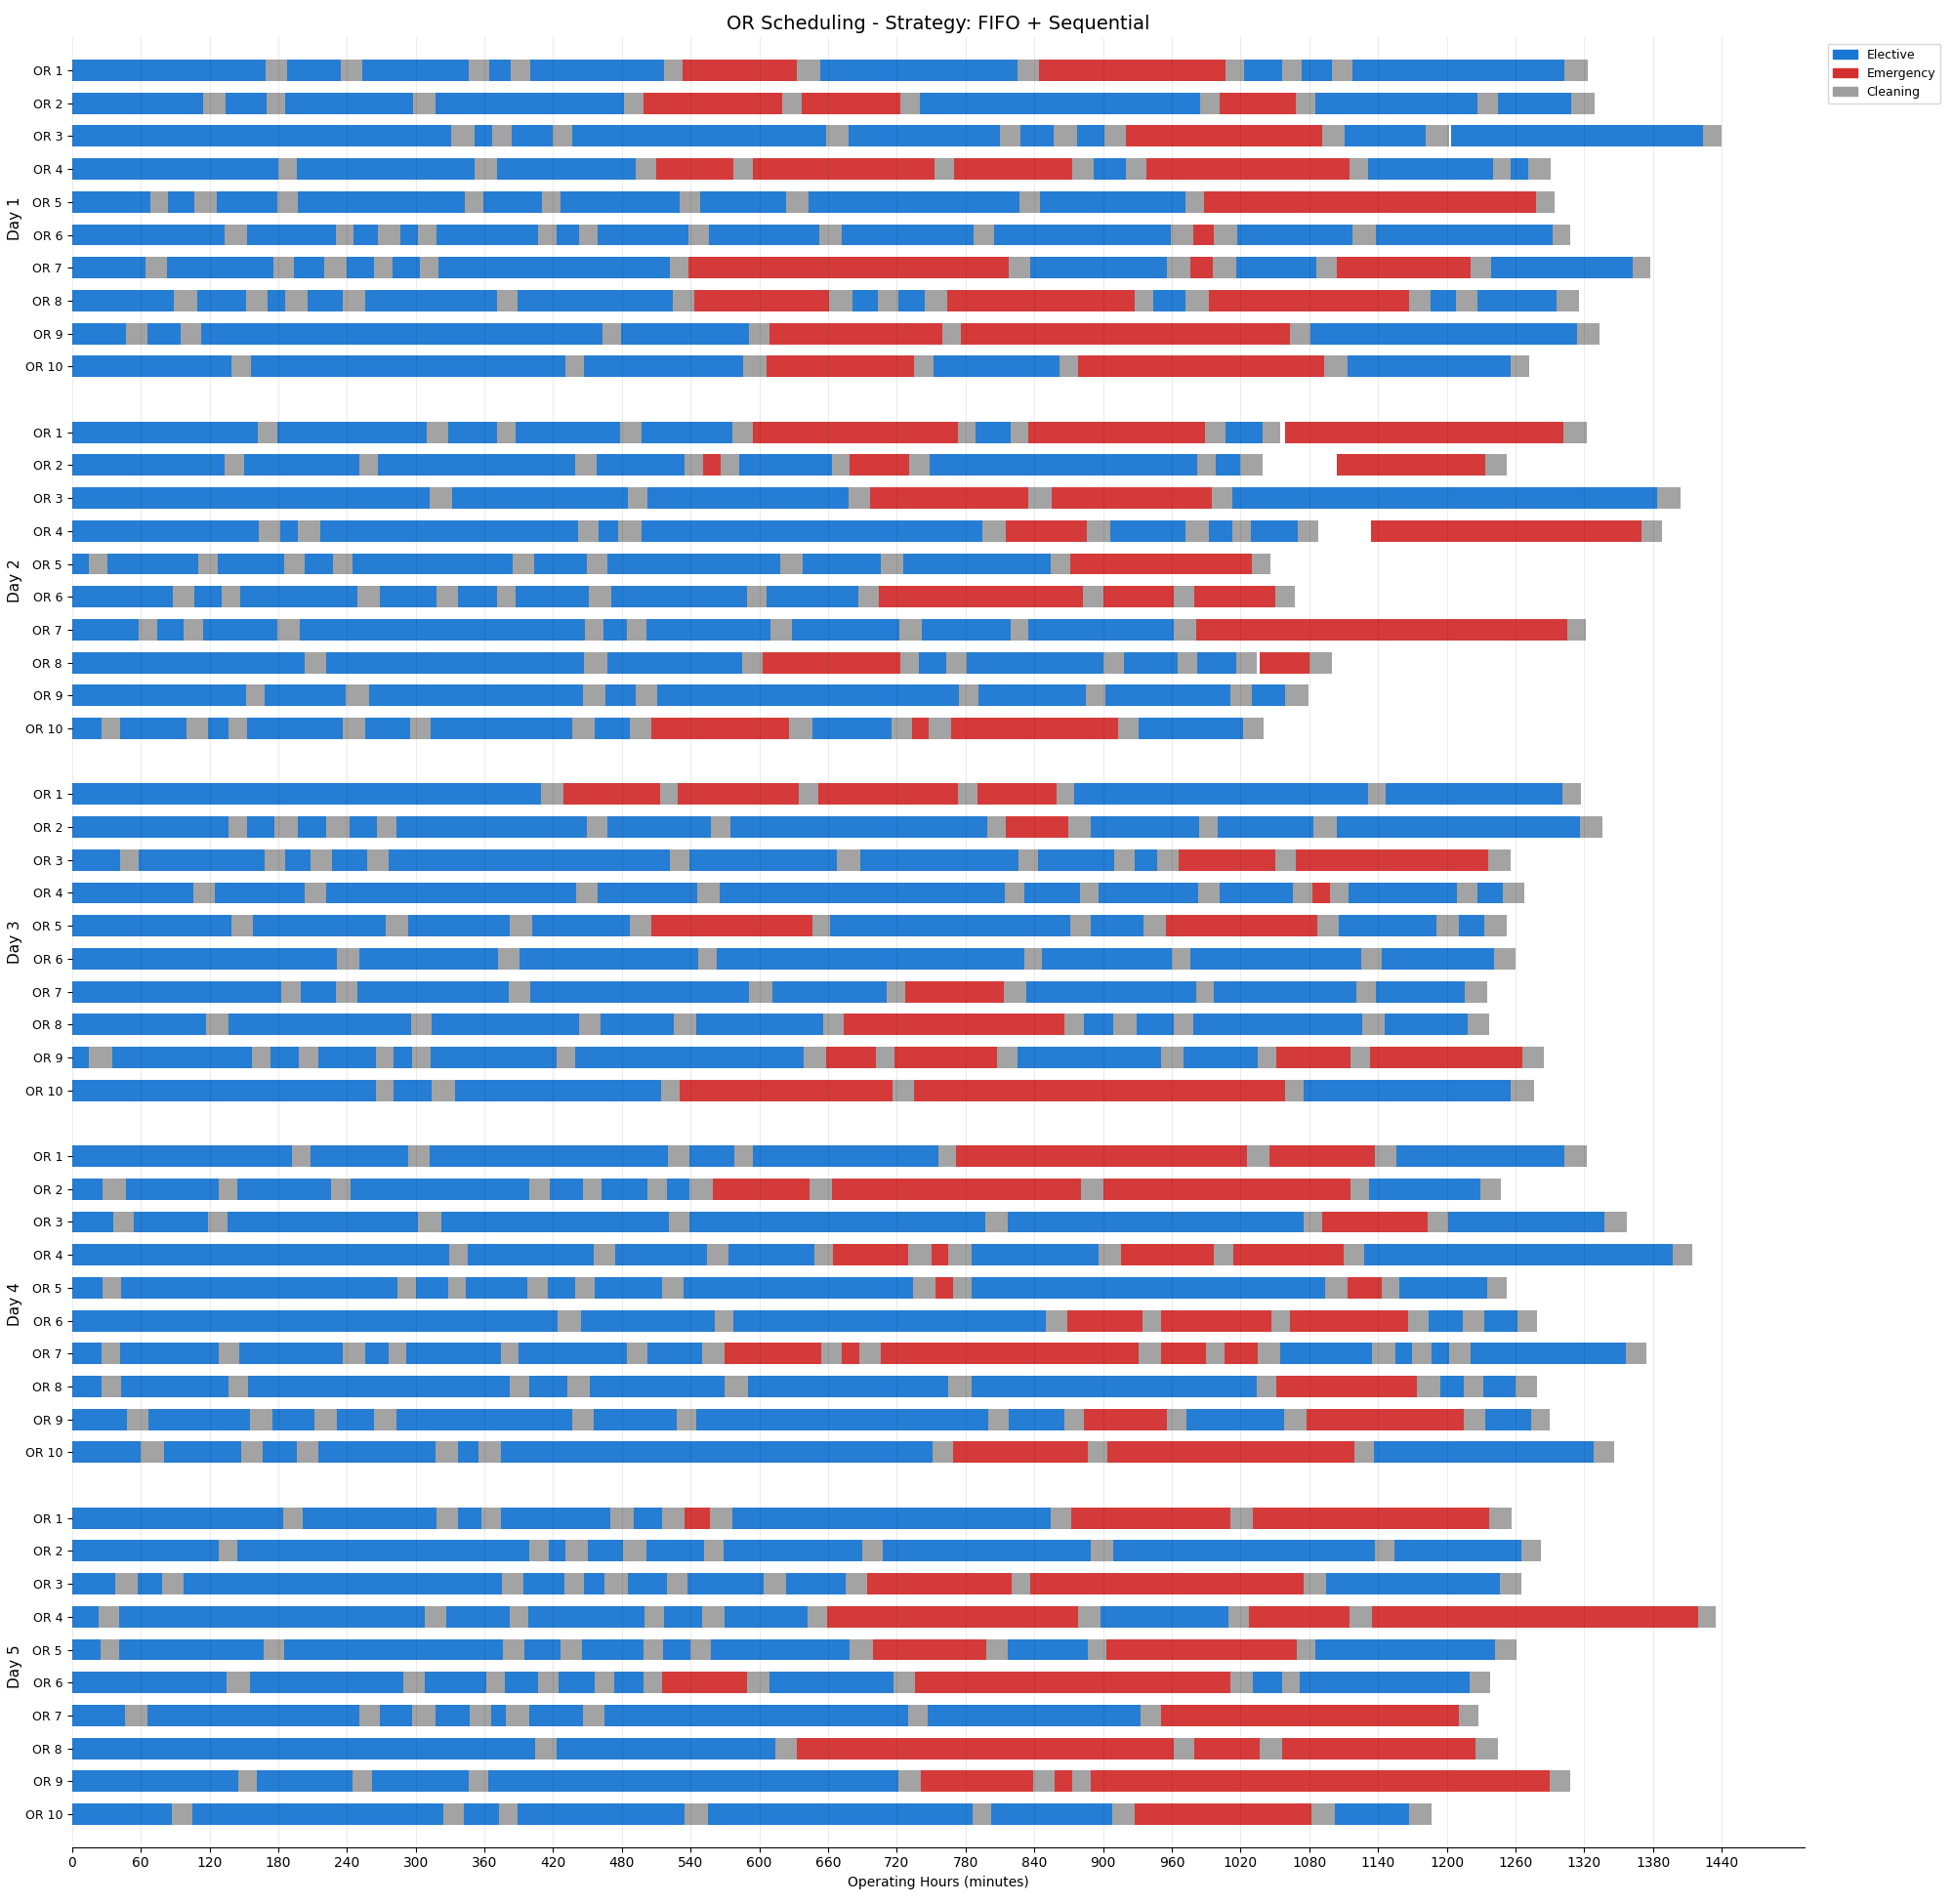 OR Scheduling - Strategy: FIFO + Sequential
Elective
Emergency
Cleaning
Day 1
OR 1
OR 2
OR 3
OR 4
OR 5
OR 6
OR 7
OR 8
OR 9
OR 10
Day 2
OR 1
OR 2
OR 3
OR 4
OR 5
OR 6
OR 7
OR 8
OR 9
OR 10
Day 3
OR 1
OR 2
OR 3
OR 4
OR 5
OR 6
OR 7
OR 8
OR 9
OR 10
Day 4
OR 1
OR 2
OR 3
OR 4
OR 5
OR 6
OR 7
OR 8
OR 9
OR 10
Day 5
OR 1
OR 2
OR 3
OR 4
OR 5
OR 6
OR 7
OR 8
OR 9
OR 10
0 60 120 180 240 300 360 420 480 540 600 660 720 780 840 900 960 1020 1080 1140 1200 1260 1320 1380 1440
Operating Hours (minutes)